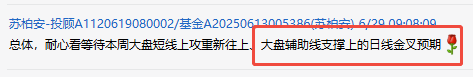 苏柏安-投顾A1120619080002/基金A20250613005386(苏柏安) 6/29 09:08:09
总体，耐心看等待本周大盘短线上攻重新往上、大盘辅助线支撑上的日线金叉预期🌹